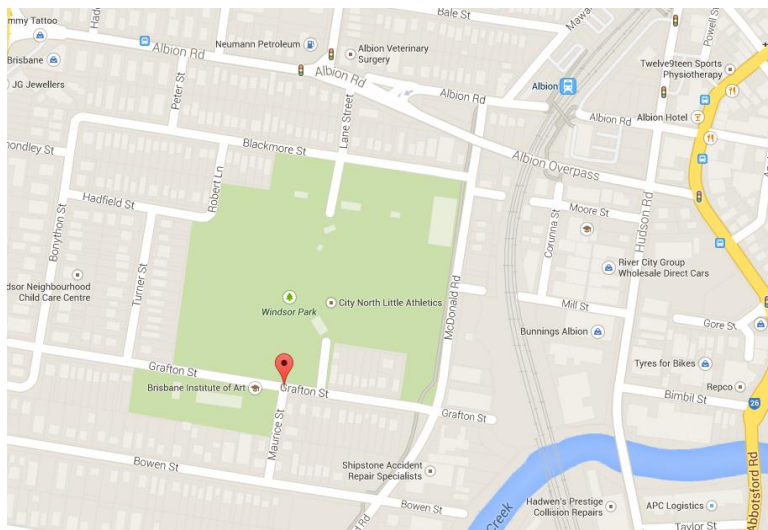 Bale St
mmy Tattoo
Albion Rd
Neumann Petroleum
Albion Veterinary
Surgery
Powell St
Twelve9teen Sports
Physiotherapy
Brisbane
JG Jewellers
Peter St
Albion Rd
Lane Street
Albion
Albion Rd
Albion Rd
Albion Hotel
Blackmore St
Albion Overpass
mondley St
Robert Ln
Hadfield St
Bonython St
Moore St
Hudson Rd
Corunna St
River City Group
Wholesale Direct Cars
Turner St
dsor Neighbourhood
Child Care Centre
Windsor Park
City North Little Athletics
McDonald Rd
Mill St
Bunnings Albion
Gore St
Tyres for Bikes
Grafton St
Brisbane Institute of Art
Grafton St
Grafton St
Repco
Bimbil St
26
Maurice St
Bowen St
Shipstone Accident
Repair Specialists
Bowen St
Creek
Hadwen's Prestige
Collision Repairs
APC Logistics
Taylor St
Abbotsford Rd